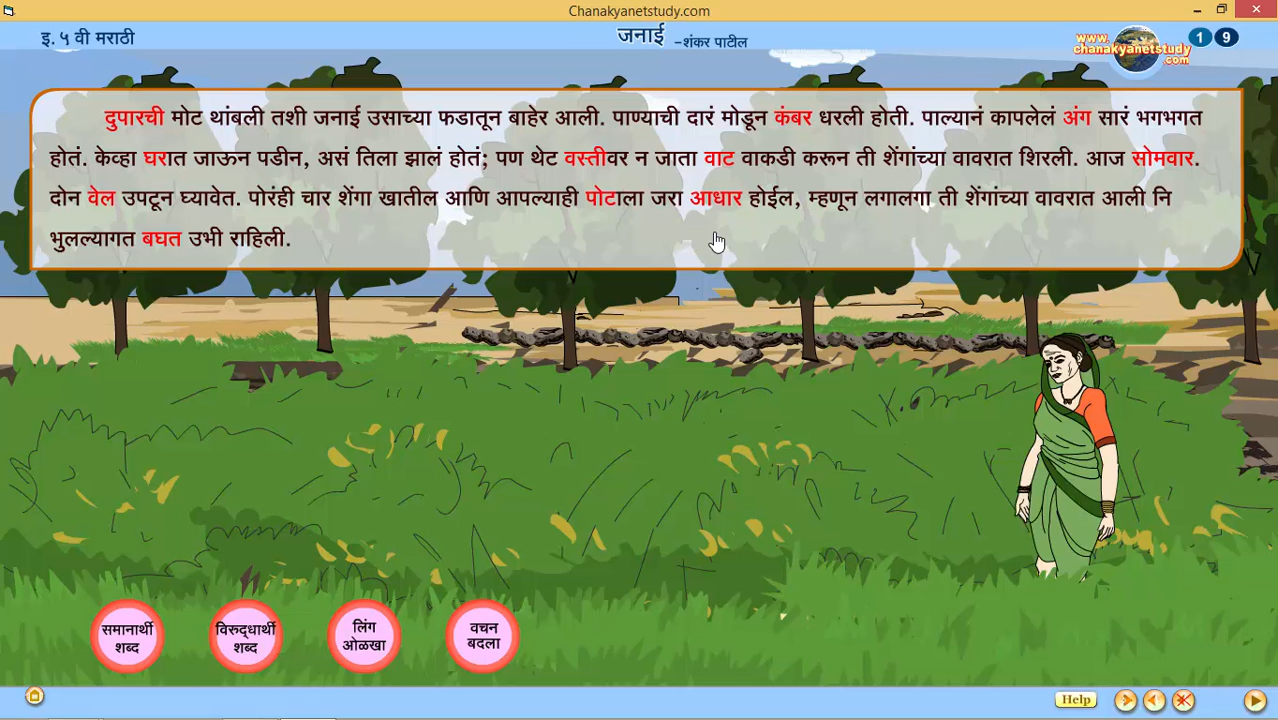 Chanakyanetstudy.com
इ. ५ वी मराठी
जनाई -शंकर पाटील
www.
chanakyanetstudy
.com
1 9
दुपारची मोट थांबली तशी जनाई उसाच्या फडातून बाहेर आली. पाण्याची दारं मोडून कंबर धरली होती. पाल्यानं कापलेलं अंग सारं भगभगत
होतं. केव्हा घरात जाऊन पडीन, असं तिला झालं होतं; पण थेट वस्तीवर न जाता वाट वाकडी करून ती शेंगांच्या वावरात शिरली. आज सोमवार.
दोन वेल उपटून घ्यावेत. पोरंही चार शेंगा खातील आणि आपल्याही पोटाला जरा आधार होईल, म्हणून लगालगा ती शेंगांच्या वावरात आली नि
भुलल्यागत बघत उभी राहिली.
समानार्थी
शब्द
विरुद्धार्थी
शब्द
लिंग
ओळखा
वचन
बदला
Help